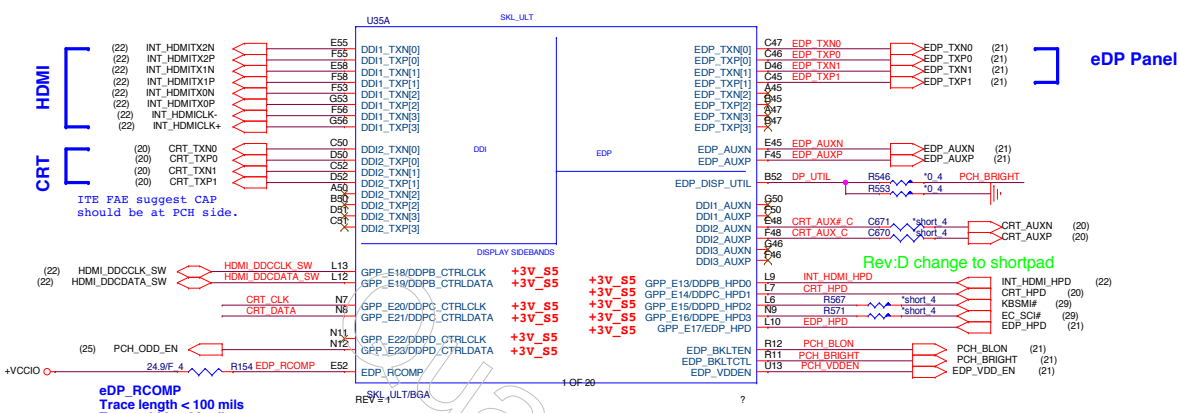 U35A
SKL_ULT
HDMI
(22) INT_HDMITX2N E55 DDI1_TXN[0]
(22) INT_HDMITX2P F55 DDI1_TXP[0]
(22) INT_HDMITX1N E58 DDI1_TXN[1]
(22) INT_HDMITX1P F58 DDI1_TXP[1]
(22) INT_HDMITX0N F53 DDI1_TXN[2]
(22) INT_HDMITX0P G53 DDI1_TXP[2]
(22) INT_HDMICLK- F56 DDI1_TXN[3]
(22) INT_HDMICLK+ G56 DDI1_TXP[3]
CRT
(20) CRT_TXN0 C50 DDI2_TXN[0]
(20) CRT_TXP0 D50 DDI2_TXP[0]
(20) CRT_TXN1 C52 DDI2_TXN[1]
(20) CRT_TXP1 D52 DDI2_TXP[1]
A50 DDI2_TXN[2]
B50 DDI2_TXP[2]
D51 DDI2_TXN[3]
C51 DDI2_TXP[3]
ITE FAE suggest CAP
should be at PCH side.
DDI
EDP
EDP_TXN[0] C47 EDP_TXN0 EDP_TXN0 (21)
EDP_TXP[0] C46 EDP_TXP0 EDP_TXP0 (21)
EDP_TXN[1] D46 EDP_TXN1 EDP_TXN1 (21)
EDP_TXP[1] C45 EDP_TXP1 EDP_TXP1 (21)
EDP_TXN[2] A45
EDP_TXP[2] B45
EDP_TXN[3] A47
EDP_TXP[3] B47
eDP Panel
EDP_AUXN E45 EDP_AUXN EDP_AUXN (21)
EDP_AUXP F45 EDP_AUXP EDP_AUXP (21)
EDP_DISP_UTIL B52 DP_UTIL R546 *0_4 PCH_BRIGHT
R553 *0_4
DDI1_AUXN G50
DDI1_AUXP F50
DDI2_AUXN E48 CRT_AUX#_C C671 *short_4 CRT_AUXN (20)
DDI2_AUXP F48 CRT_AUX_C C670 *short_4 CRT_AUXP (20)
DDI3_AUXN G46
DDI3_AUXP F46
Rev:D change to shortpad
DISPLAY SIDEBANDS
(22) HDMI_DDCCLK_SW HDMI_DDCCLK_SW L13 GPP_E18/DDPB_CTRLCLK +3V_S5
(22) HDMI_DDCDATA_SW HDMI_DDCDATA_SW L12 GPP_E19/DDPB_CTRLDATA +3V_S5
CRT_CLK N7 GPP_E20/DDPC_CTRLCLK +3V_S5
CRT_DATA N8 GPP_E21/DDPC_CTRLDATA +3V_S5
N11 GPP_E22/DDPD_CTRLCLK +3V_S5
(25) PCH_ODD_EN N12 GPP_E23/DDPD_CTRLDATA +3V_S5
+VCCIO 24.9/F_4 R154 EDP_RCOMP E52 EDP_RCOMP
+3V_S5 GPP_E13/DDPB_HPD0 L9 INT_HDMI_HPD INT_HDMI_HPD (22)
+3V_S5 GPP_E14/DDPC_HPD1 L7 CRT_HPD CRT_HPD (20)
+3V_S5 GPP_E15/DDPD_HPD2 L6 R567 *short_4 KBSMI# (29)
+3V_S5 GPP_E16/DDPE_HPD3 N9 R571 *short_4 EC_SCI# (29)
+3V_S5 GPP_E17/EDP_HPD L10 EDP_HPD EDP_HPD (21)
EDP_BKLTEN R12 PCH_BLON PCH_BLON (21)
EDP_BKLTCTL R11 PCH_BRIGHT PCH_BRIGHT (21)
EDP_VDDEN U13 PCH_VDDEN EDP_VDD_EN (21)
eDP_RCOMP
Trace length < 100 mils
SKL_ULT/BGA
REV = 1
1 OF 20
?